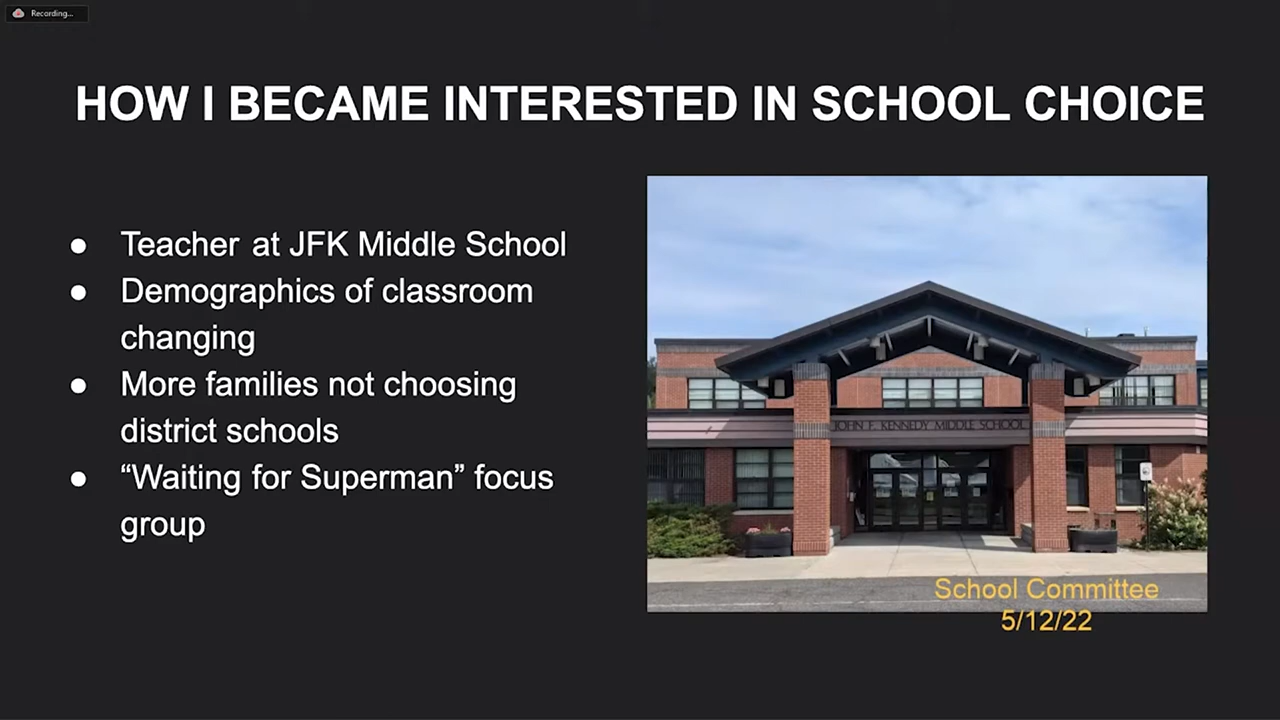 Recording...
HOW I BECAME INTERESTED IN SCHOOL CHOICE
● Teacher at JFK Middle School
● Demographics of classroom
changing
● More families not choosing
district schools
● “Waiting for Superman” focus
group
JOHN F. KENNEDY MIDDLE SCHOOL
School Committee
5/12/22